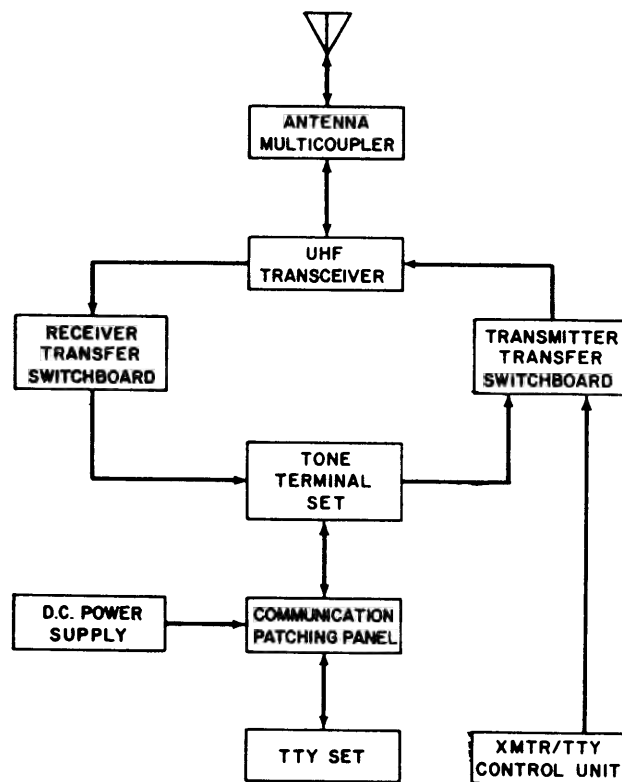 ANTENNA
MULTICOUPLER
UHF
TRANSCEIVER
RECEIVER
TRANSFER
SWITCHBOARD
TRANSMITTER
TRANSFER
SWITCHBOARD
TONE
TERMINAL
SET
D.C. POWER
SUPPLY
COMMUNICATION
PATCHING PANEL
TTY SET
XMTR/TTY
CONTROL UNIT